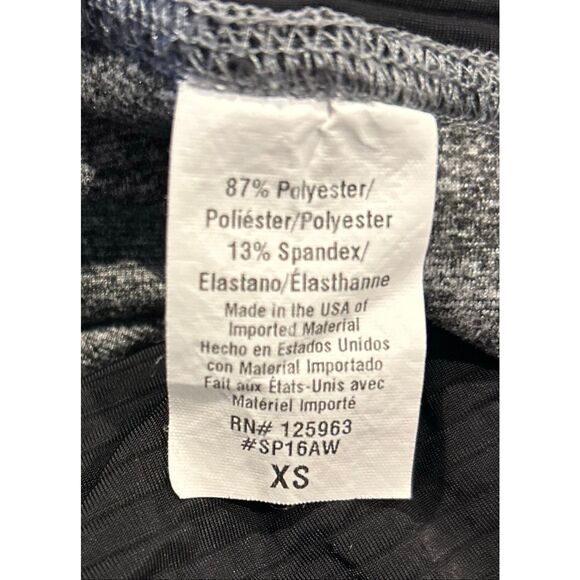 87% Polyester/
Poliéster/Polyester
13% Spandex/
Elastano/Élasthanne
Made in the USA of
Imported Material
Hecho en Estados Unidos
con Material Importado
Fait aux États-Unis avec
Matériel Importé
RN# 125963
#SP16AW
XS